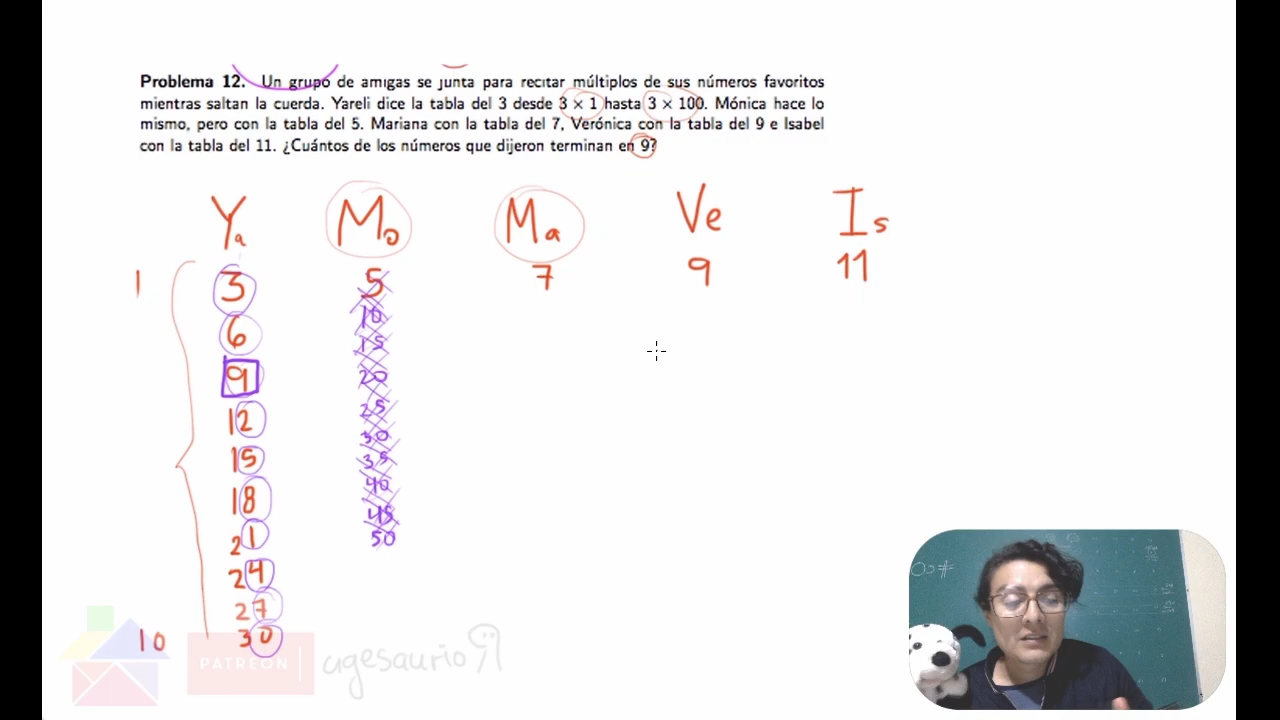 Problema 12. Un grupo de amigas se junta para recitar múltiplos de sus números favoritos
mientras saltan la cuerda. Yareli dice la tabla del 3 desde 3 × 1 hasta 3 × 100. Mónica hace lo
mismo, pero con la tabla del 5. Mariana con la tabla del 7, Verónica con la tabla del 9 e Isabel
con la tabla del 11. ¿Cuántos de los números que dijeron terminan en 9?
Ya Mo Ma Ve Is
1 3 5 7 9 11
6 10
9 15
12 20
15 25
18 30
21 35
24 40
27 45
10 30 50
PATREON
agesaurio